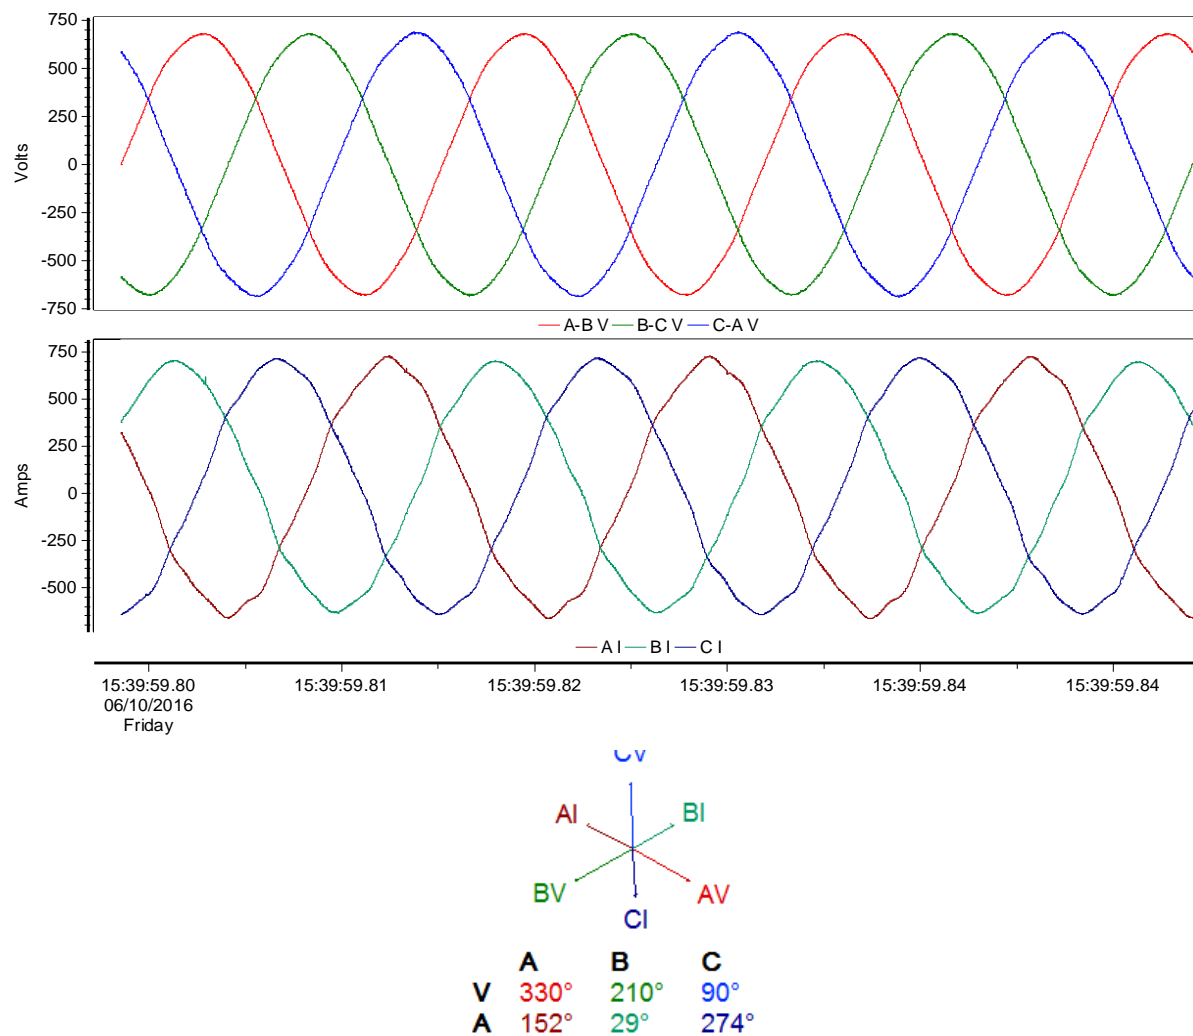 750
500
250
0
-250
-500
-750
Volts
A-B V B-C V C-A V
750
500
250
0
-250
-500
Amps
A I B I C I
15:39:59.80 15:39:59.81 15:39:59.82 15:39:59.83 15:39:59.84 15:39:59.84
06/10/2016
Friday
CV
AI BI
BV AV
CI
A B C
V 330° 210° 90°
A 152° 29° 274°